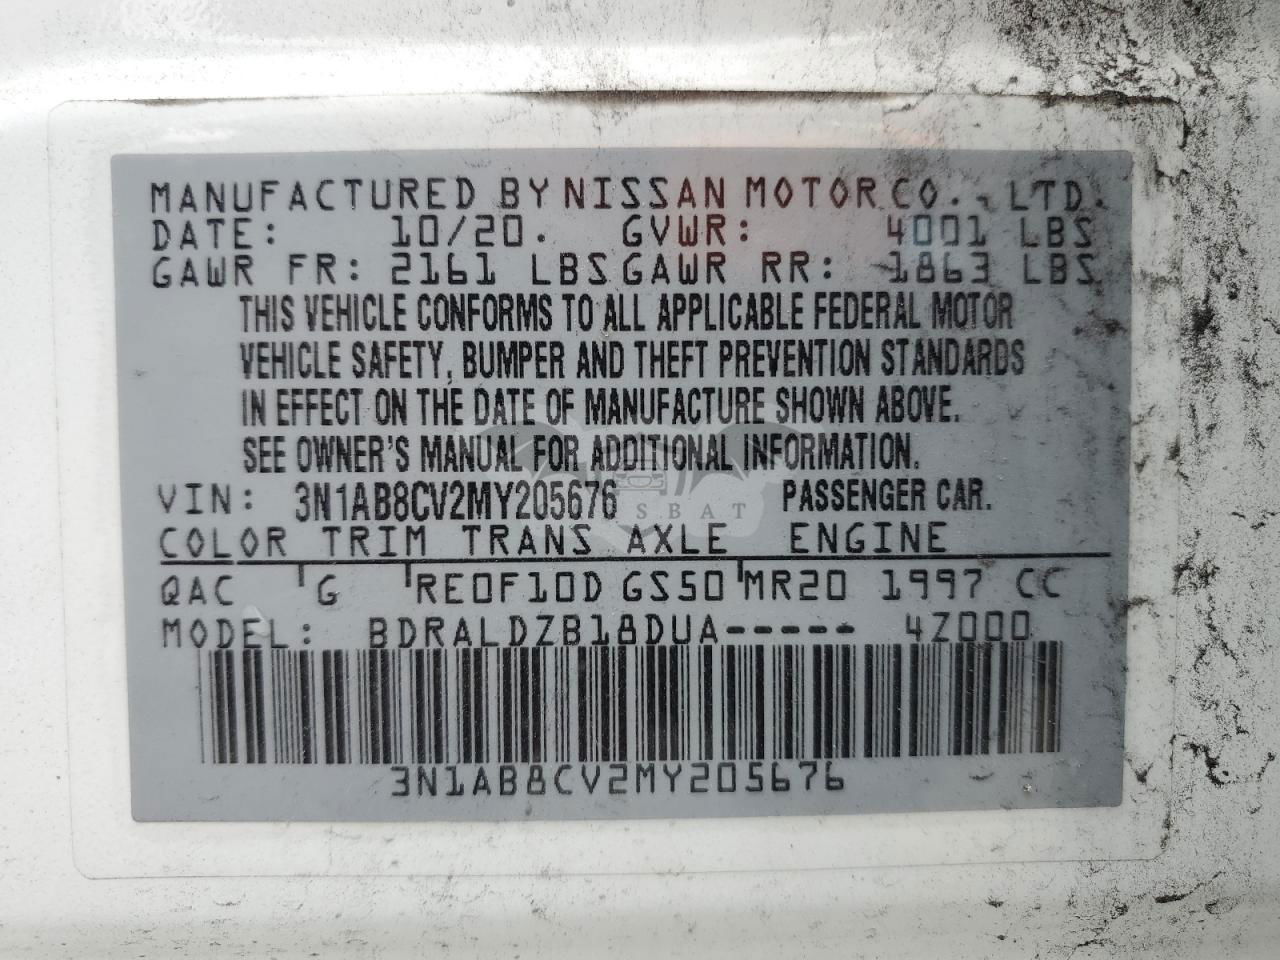 MANUFACTURED BY NISSAN MOTOR CO., LTD.
DATE: 10/20. GVWR: 4001 LBS
GAWR FR: 2161 LBS GAWR RR: 1863 LBS
THIS VEHICLE CONFORMS TO ALL APPLICABLE FEDERAL MOTOR
VEHICLE SAFETY, BUMPER AND THEFT PREVENTION STANDARDS
IN EFFECT ON THE DATE OF MANUFACTURE SHOWN ABOVE.
SEE OWNER'S MANUAL FOR ADDITIONAL INFORMATION.
VIN: 3N1AB8CV2MY205676 PASSENGER CAR.
SBAT
COLOR TRIM TRANS AXLE ENGINE
QAC G RE0F10D GS50 MR20 1997 CC
MODEL: BDRALDZB18DUA----- 4Z000
3N1AB8CV2MY205676